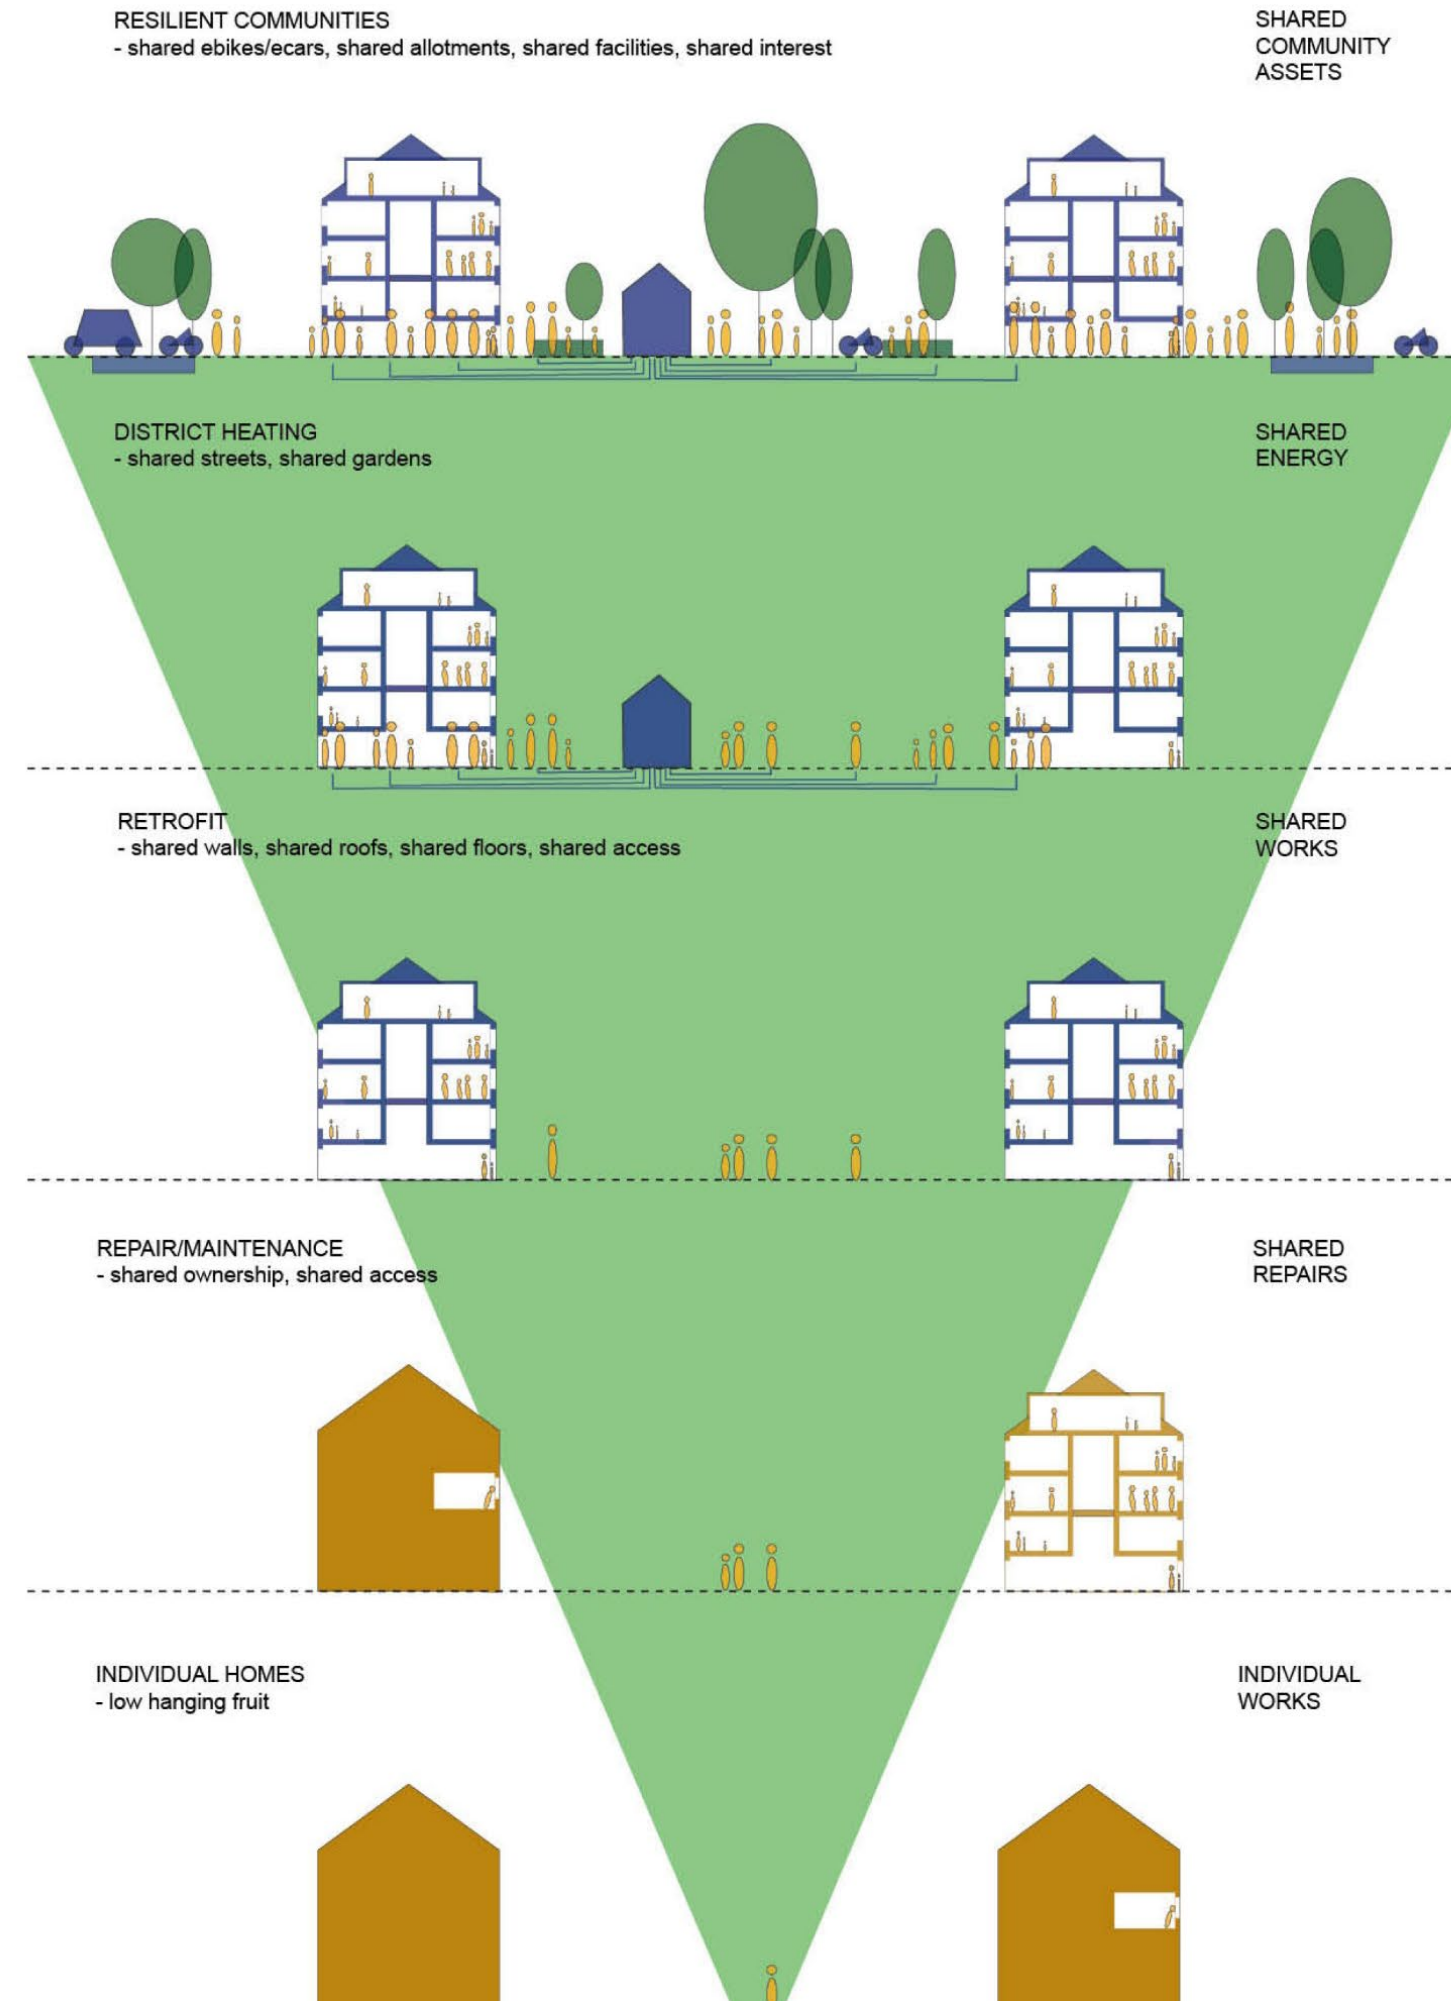 RESILIENT COMMUNITIES
- shared ebikes/ecars, shared allotments, shared facilities, shared interest
SHARED
COMMUNITY
ASSETS
DISTRICT HEATING
- shared streets, shared gardens
SHARED
ENERGY
RETROFIT
- shared walls, shared roofs, shared floors, shared access
SHARED
WORKS
REPAIR/MAINTENANCE
- shared ownership, shared access
SHARED
REPAIRS
INDIVIDUAL HOMES
- low hanging fruit
INDIVIDUAL
WORKS